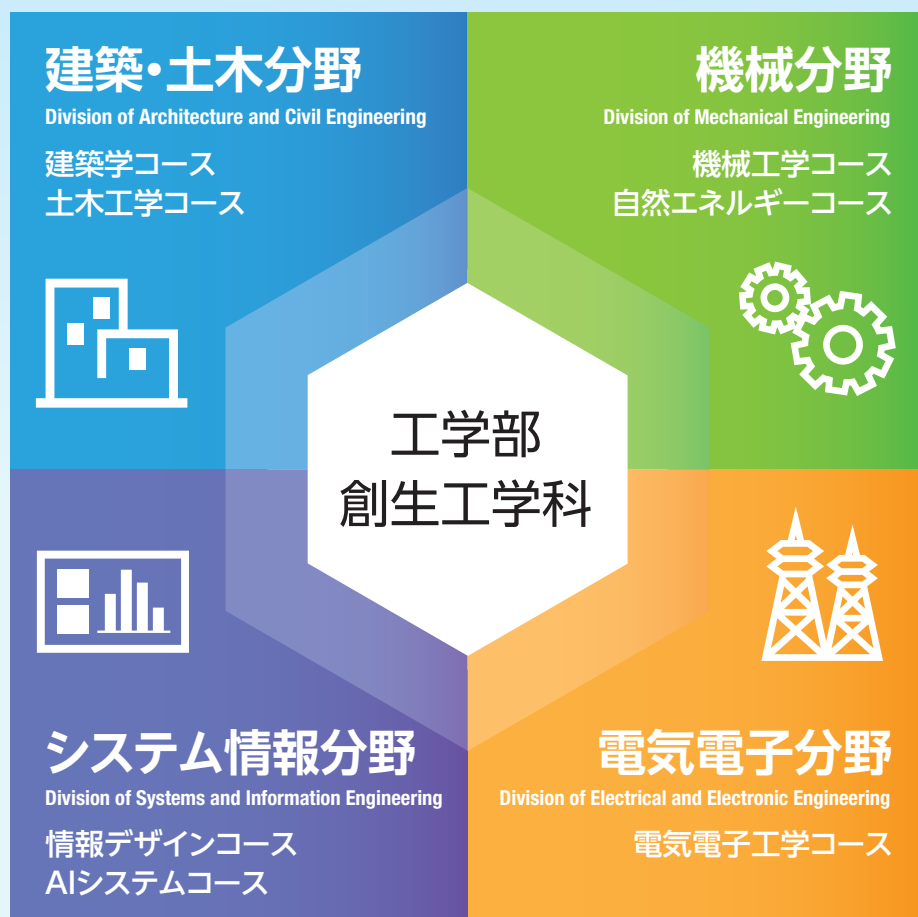 建築・土木分野
Division of Architecture and Civil Engineering
建築学コース
土木工学コース
機械分野
Division of Mechanical Engineering
機械工学コース
自然エネルギーコース
工学部
創生工学科
システム情報分野
Division of Systems and Information Engineering
情報デザインコース
AIシステムコース
電気電子分野
Division of Electrical and Electronic Engineering
電気電子工学コース